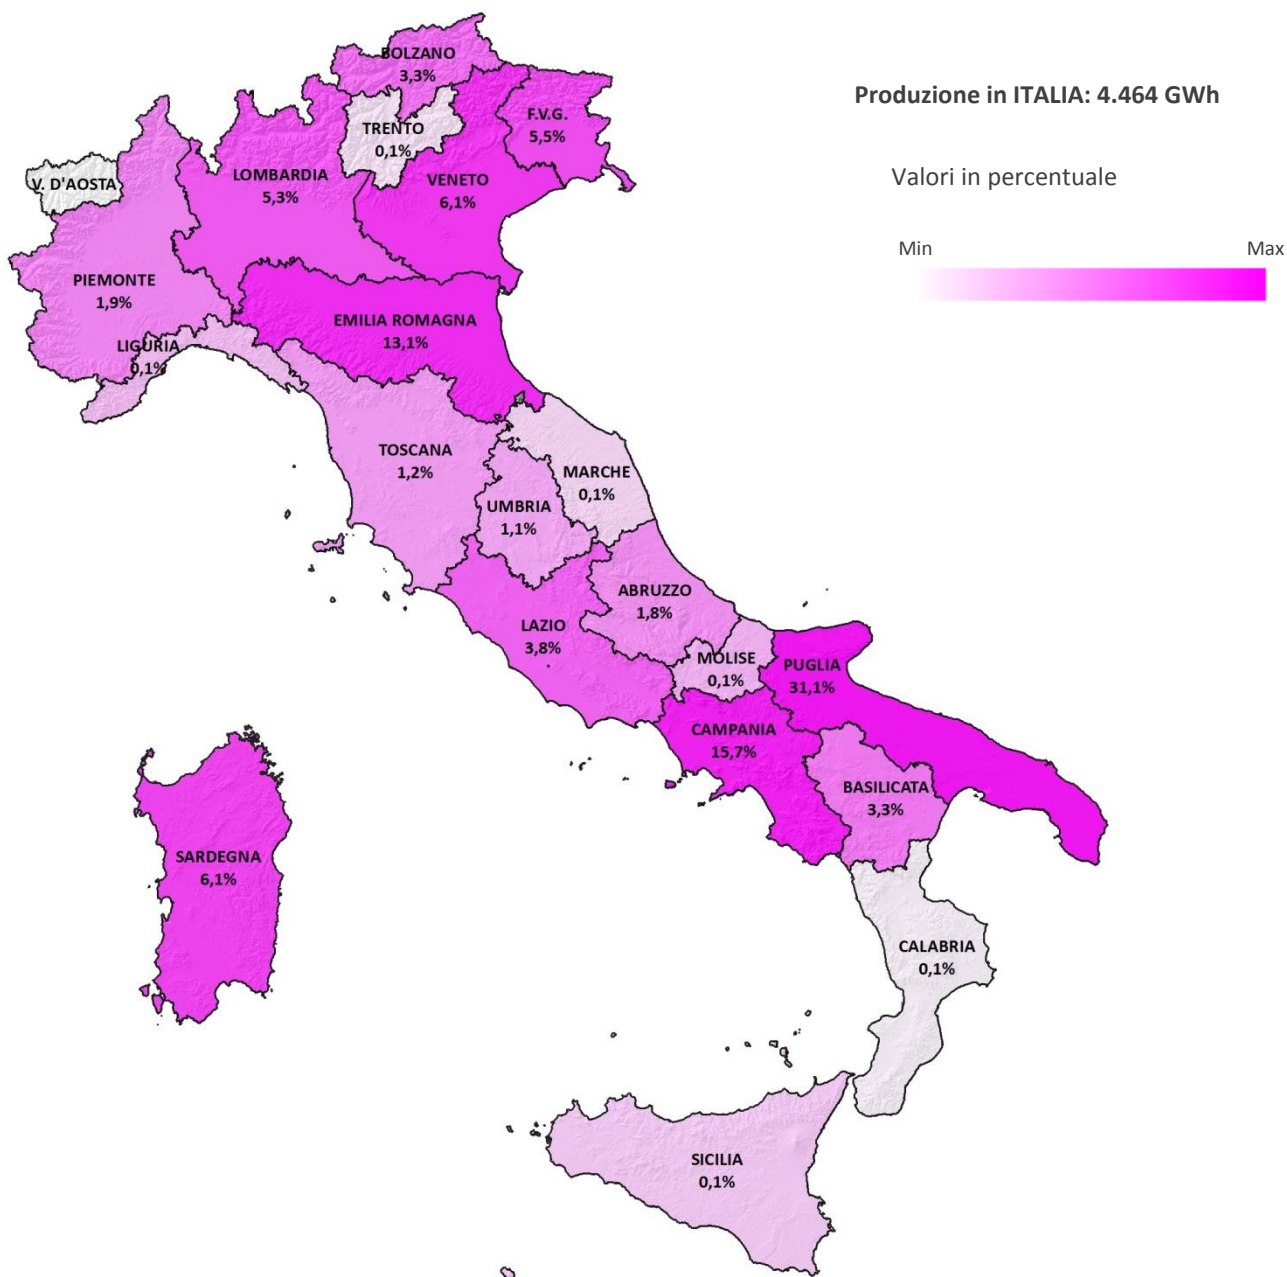 BOLZANO
3,3%
Produzione in ITALIA: 4.464 GWh
F.V.G.
5,5%
TRENTO
0,1%
V. D'AOSTA
LOMBARDIA
5,3%
VENETO
6,1%
Valori in percentuale
Min
Max
PIEMONTE
1,9%
EMILIA ROMAGNA
13,1%
LIGURIA
0,1%
TOSCANA
1,2%
MARCHE
0,1%
UMBRIA
1,1%
ABRUZZO
1,8%
LAZIO
3,8%
MOLISE
0,1%
PUGLIA
31,1%
CAMPANIA
15,7%
BASILICATA
3,3%
SARDEGNA
6,1%
CALABRIA
0,1%
SICILIA
0,1%